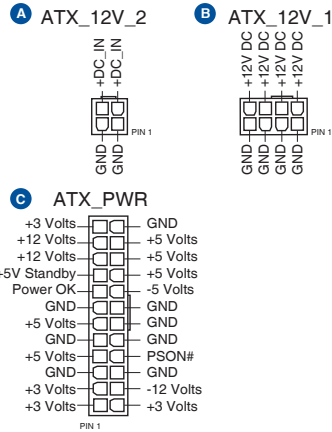 A ATX_12V_2
B ATX_12V_1
+DC_IN
+DC_IN
+12V DC
+12V DC
+12V DC
+12V DC
PIN 1
PIN 1
GND
GND
GND
GND
GND
GND
C ATX_PWR
+3 Volts GND
+12 Volts +5 Volts
+12 Volts +5 Volts
+5V Standby +5 Volts
Power OK -5 Volts
GND GND
+5 Volts GND
GND GND
+5 Volts PSON#
GND GND
+3 Volts -12 Volts
+3 Volts +3 Volts
PIN 1